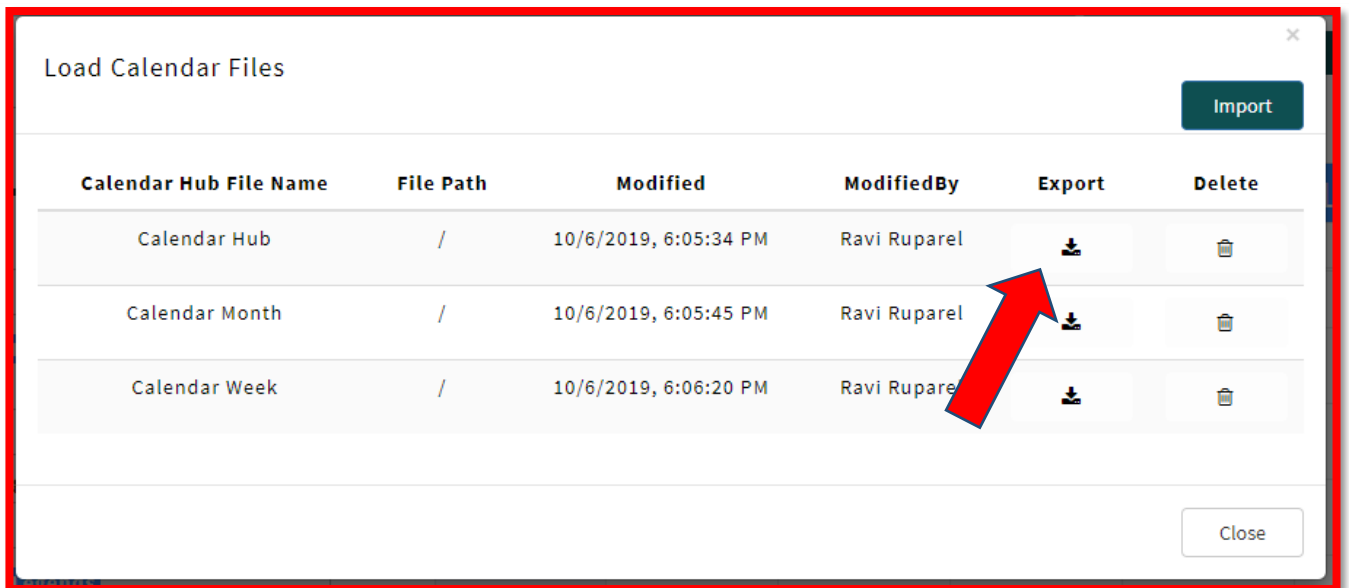 ×
Load Calendar Files
Import
Calendar Hub File Name File Path Modified ModifiedBy Export Delete
Calendar Hub / 10/6/2019, 6:05:34 PM Ravi Ruparel
Calendar Month / 10/6/2019, 6:05:45 PM Ravi Ruparel
Calendar Week / 10/6/2019, 6:06:20 PM Ravi Ruparel
Close